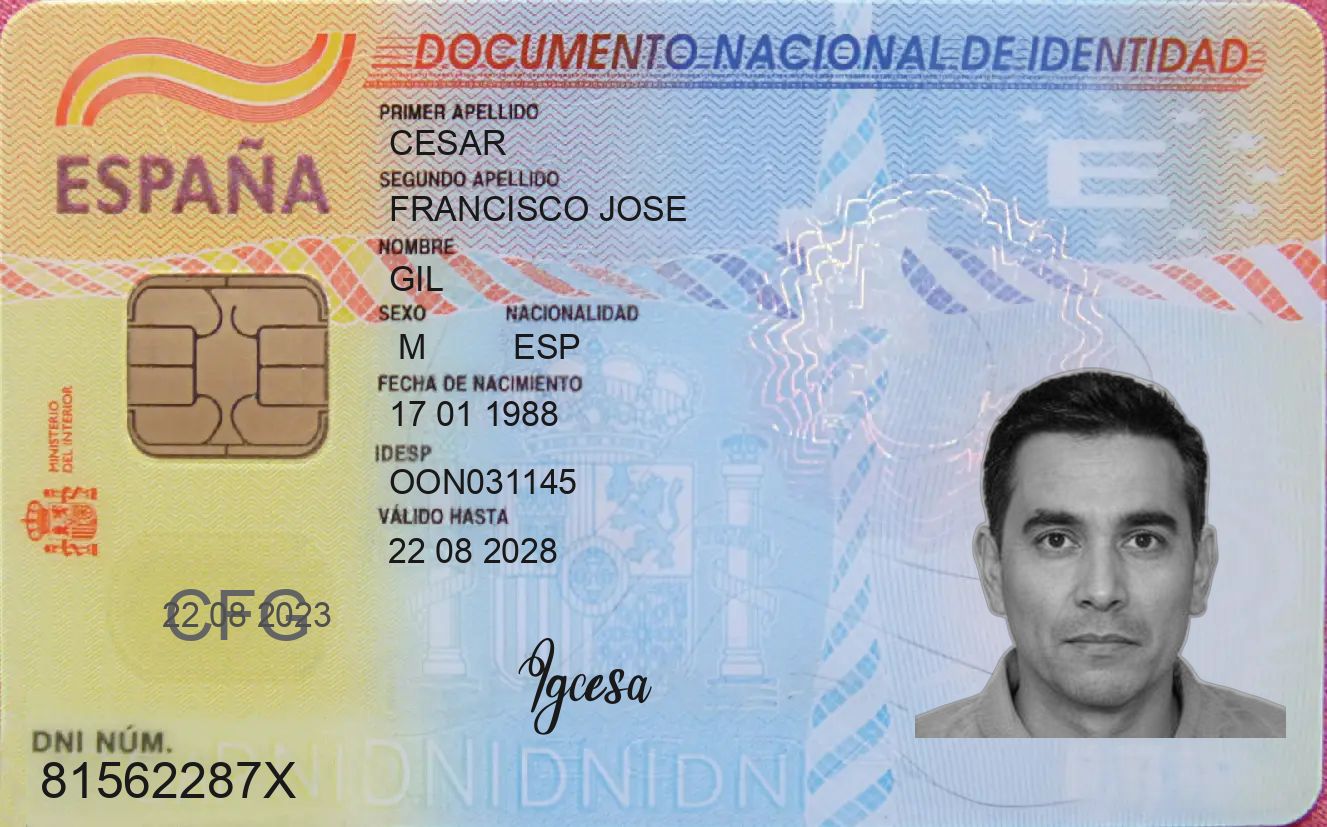 DOCUMENTO NACIONAL DE IDENTIDAD
ESPAÑA
PRIMER APELLIDO
CESAR
SEGUNDO APELLIDO
FRANCISCO JOSE
NOMBRE
GIL
SEXO NACIONALIDAD
M ESP
FECHA DE NACIMIENTO
17 01 1988
IDESP
OON031145
VÁLIDO HASTA
22 08 2028
MINISTERIO
DEL INTERIOR
E
CFG
22 08 2023
Igcesa
DNI NÚM.
81562287X
DNIDNIDNIDNI